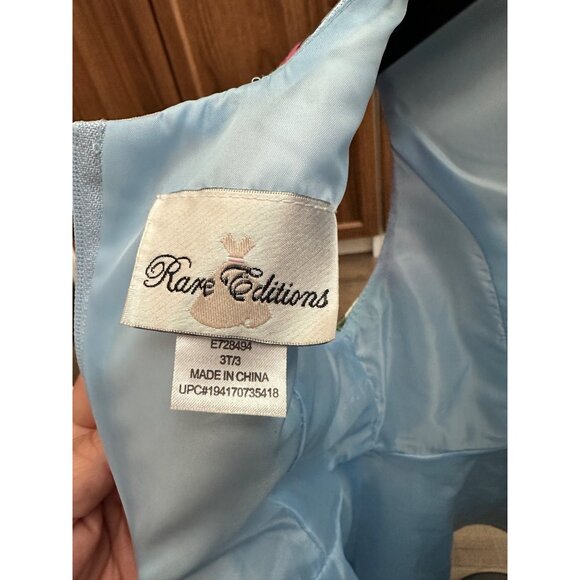 Rare Editions
E728494
3T/3
MADE IN CHINA
UPC#194170735418